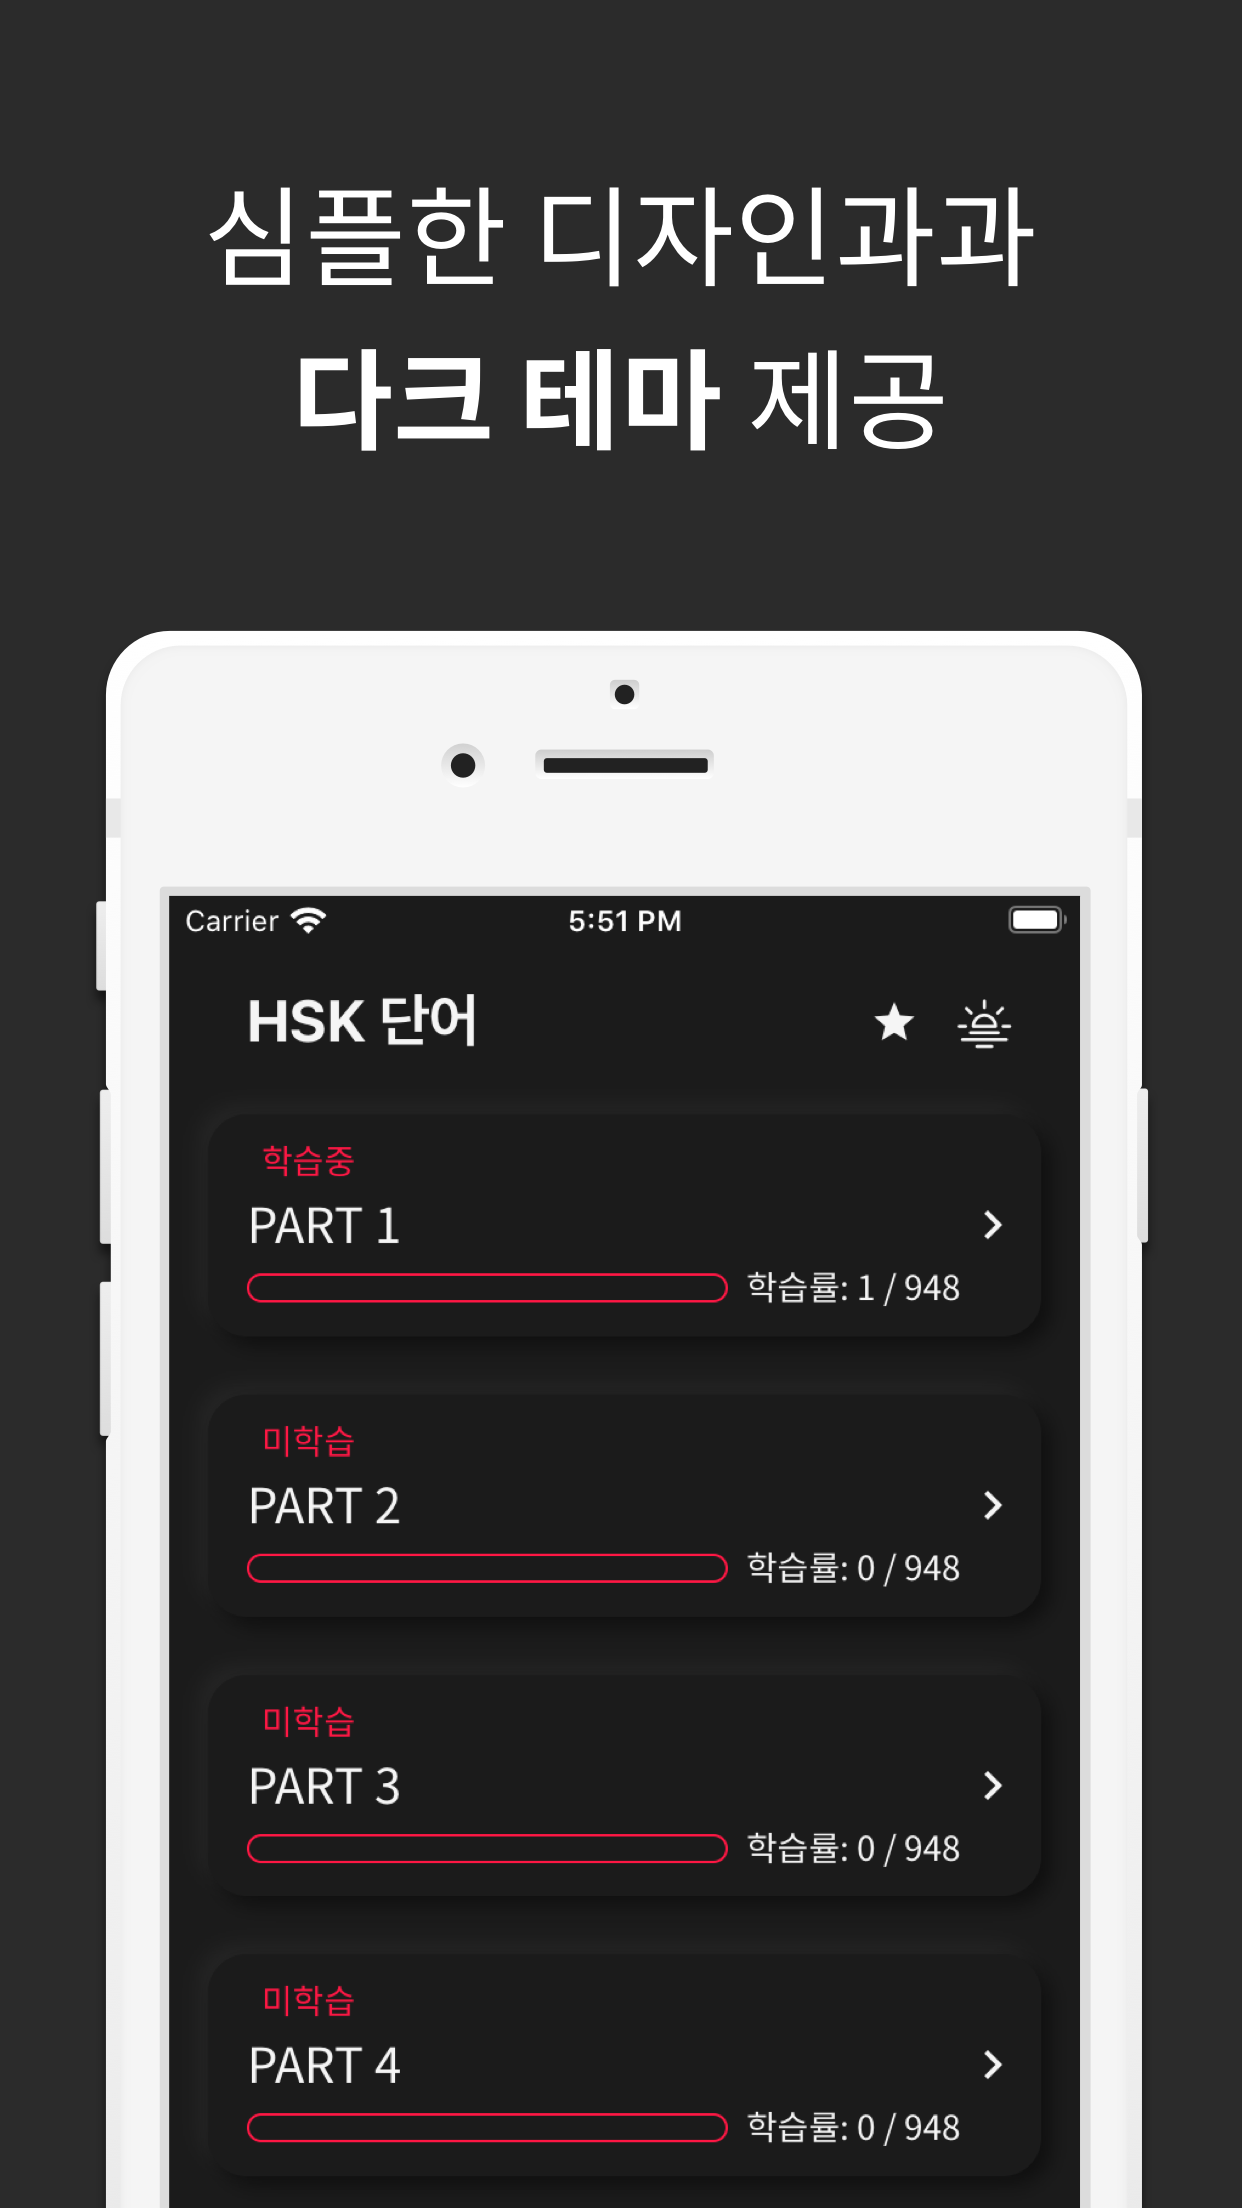 심플한 디자인과과
다크 테마 제공
Carrier 5:51 PM
HSK 단어
학습중
PART 1
학습률: 1 / 948
미학습
PART 2
학습률: 0 / 948
미학습
PART 3
학습률: 0 / 948
미학습
PART 4
학습률: 0 / 948